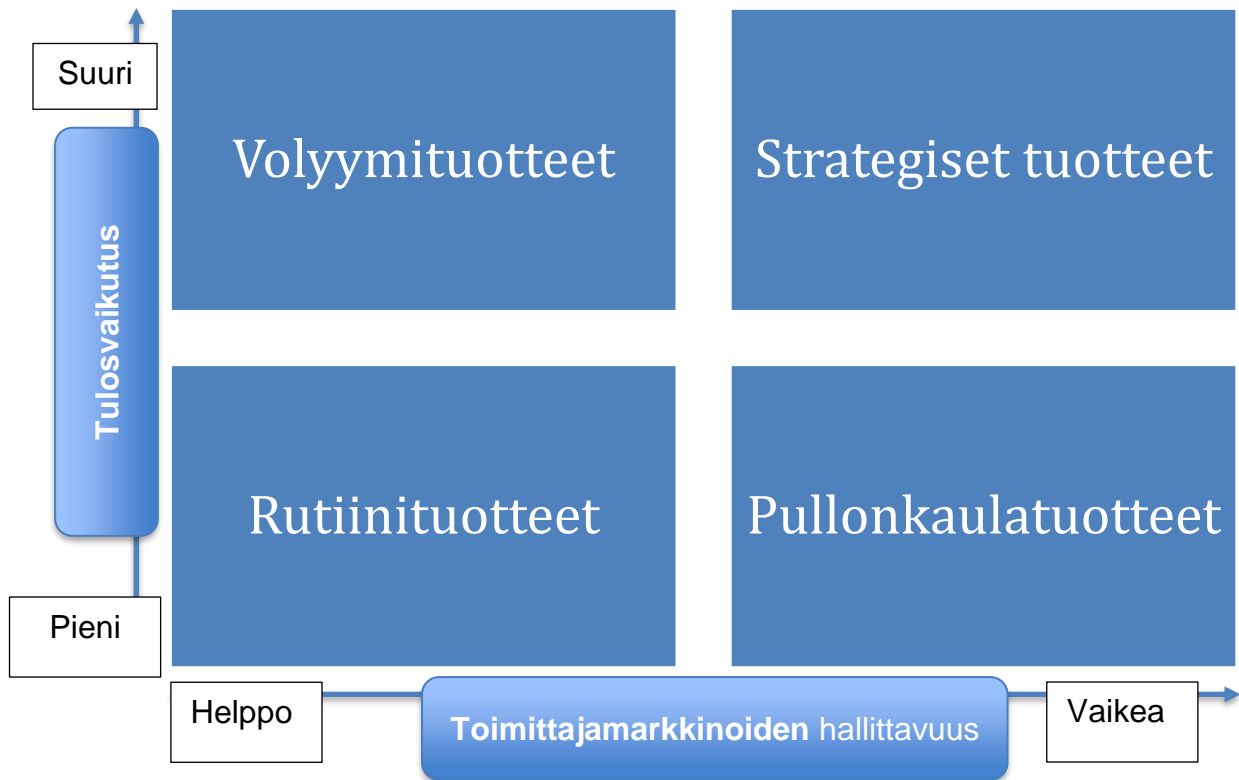 Suuri
Volyymituotteet
Strategiset tuotteet
Tulosvaikutus
Rutiinituotteet
Pullonkaulatuotteet
Pieni
Helppo
Toimittajamarkkinoiden hallittavuus
Vaikea